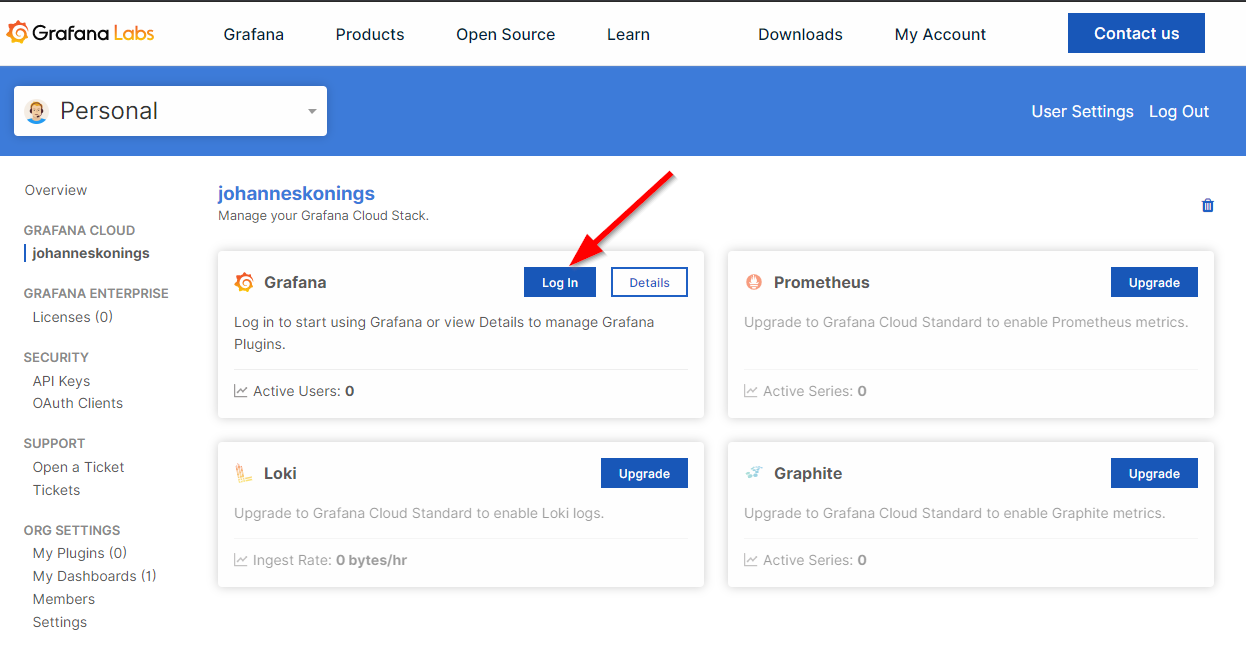 Grafana Labs
Grafana
Products
Open Source
Learn
Downloads
My Account
Contact us
Personal
User Settings
Log Out
Overview
GRAFANA CLOUD
johanneskonings
GRAFANA ENTERPRISE
Licenses (0)
SECURITY
API Keys
OAuth Clients
SUPPORT
Open a Ticket
Tickets
ORG SETTINGS
My Plugins (0)
My Dashboards (1)
Members
Settings
johanneskonings
Manage your Grafana Cloud Stack.
Grafana
Log In
Details
Log in to start using Grafana or view Details to manage Grafana
Plugins.
Active Users: 0
Prometheus
Upgrade
Upgrade to Grafana Cloud Standard to enable Prometheus metrics.
Active Series: 0
Loki
Upgrade
Upgrade to Grafana Cloud Standard to enable Loki logs.
Ingest Rate: 0 bytes/hr
Graphite
Upgrade
Upgrade to Grafana Cloud Standard to enable Graphite metrics.
Active Series: 0